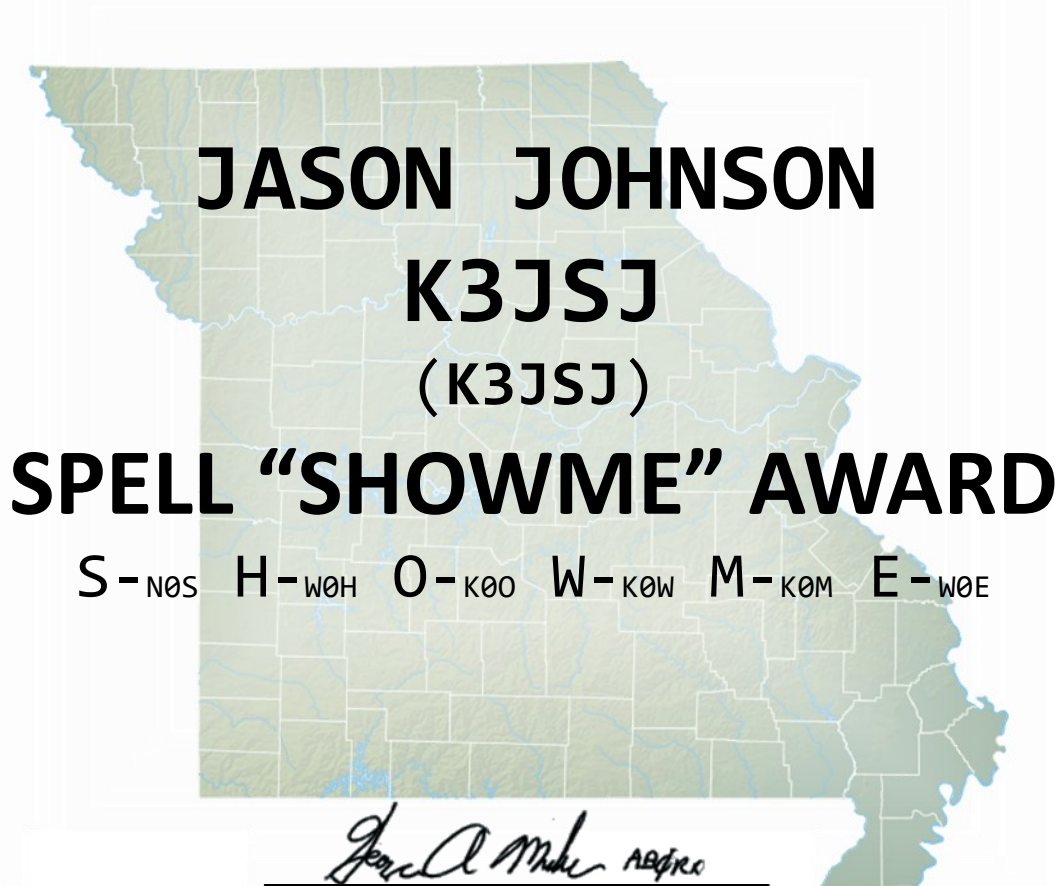 JASON JOHNSON
K3JSJ
(K3JSJ)
SPELL “SHOWME” AWARD
S-N0S H-W0H O-K0O W-K0W M-K0M E-W0E